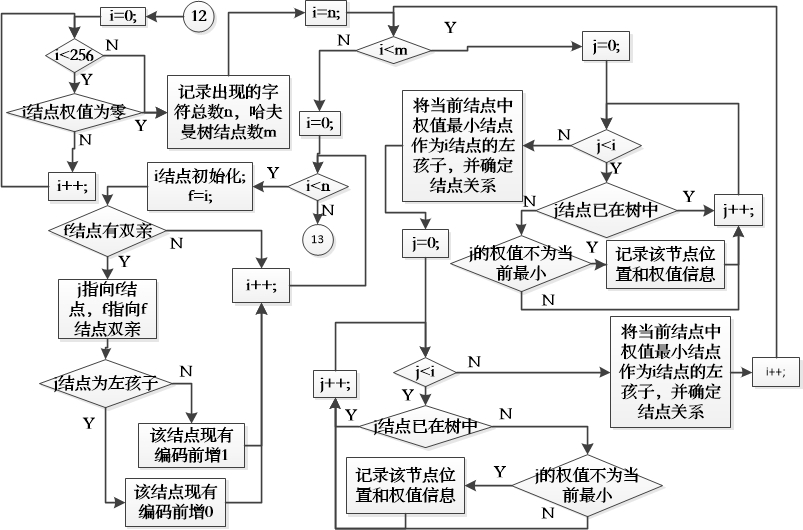 i=0;
12
i<256
N
Y
i结点权值为零
Y
N
i++;
记录出现的字
符总数n，哈夫
曼树结点数m
i=n;
i<m
Y
N
j=0;
i=0;
i<n
Y
N
13
i结点初始化;
f=i;
f结点有双亲
N
Y
i++;
j指向f结
点，f指向f
结点双亲
j结点为左孩子
N
Y
该结点现有
编码前增1
该结点现有
编码前增0
将当前结点中
权值最小结点
作为i结点的左
孩子，并确定
结点关系
N
j<i
Y
j结点已在树中
N
Y
j++;
j的权值不为当
前最小
Y
N
记录该节点位
置和权值信息
j=0;
j<i
N
Y
j++;
j结点已在树中
Y
N
将当前结点中
权值最小结点
作为i结点的左
孩子，并确定
结点关系
i++;
j的权值不为当
前最小
Y
N
记录该节点位
置和权值信息